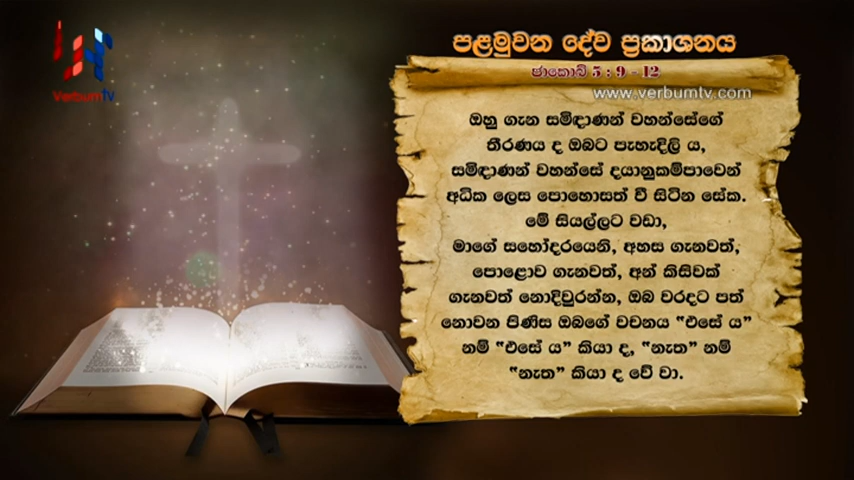 Verbumtv
පළමුවන දේව ප්‍රකාශනය
ජාකොබ් 5 : 9 - 12
www.verbumtv.com
ඔහු ගැන සමිඳාණන් වහන්සේගේ
තීරණය ද ඔබට පැහැදිලි ය,
සමිඳාණන් වහන්සේ දයානුකම්පාවෙන්
අධික ලෙස පොහොසත් වී සිටින සේක.
මේ සියල්ලට වඩා,
මාගේ සහෝදරයෙනි, අහස ගැනවත්,
පොළොව ගැනවත්, අන් කිසිවක්
ගැනවත් නොදිවුරන්න, ඔබ වරදට පත්
නොවන පිණිස ඔබගේ වචනය “එසේ ය”
නම් “එසේ ය” කියා ද, “නැත” නම්
“නැත” කියා ද වේ වා.